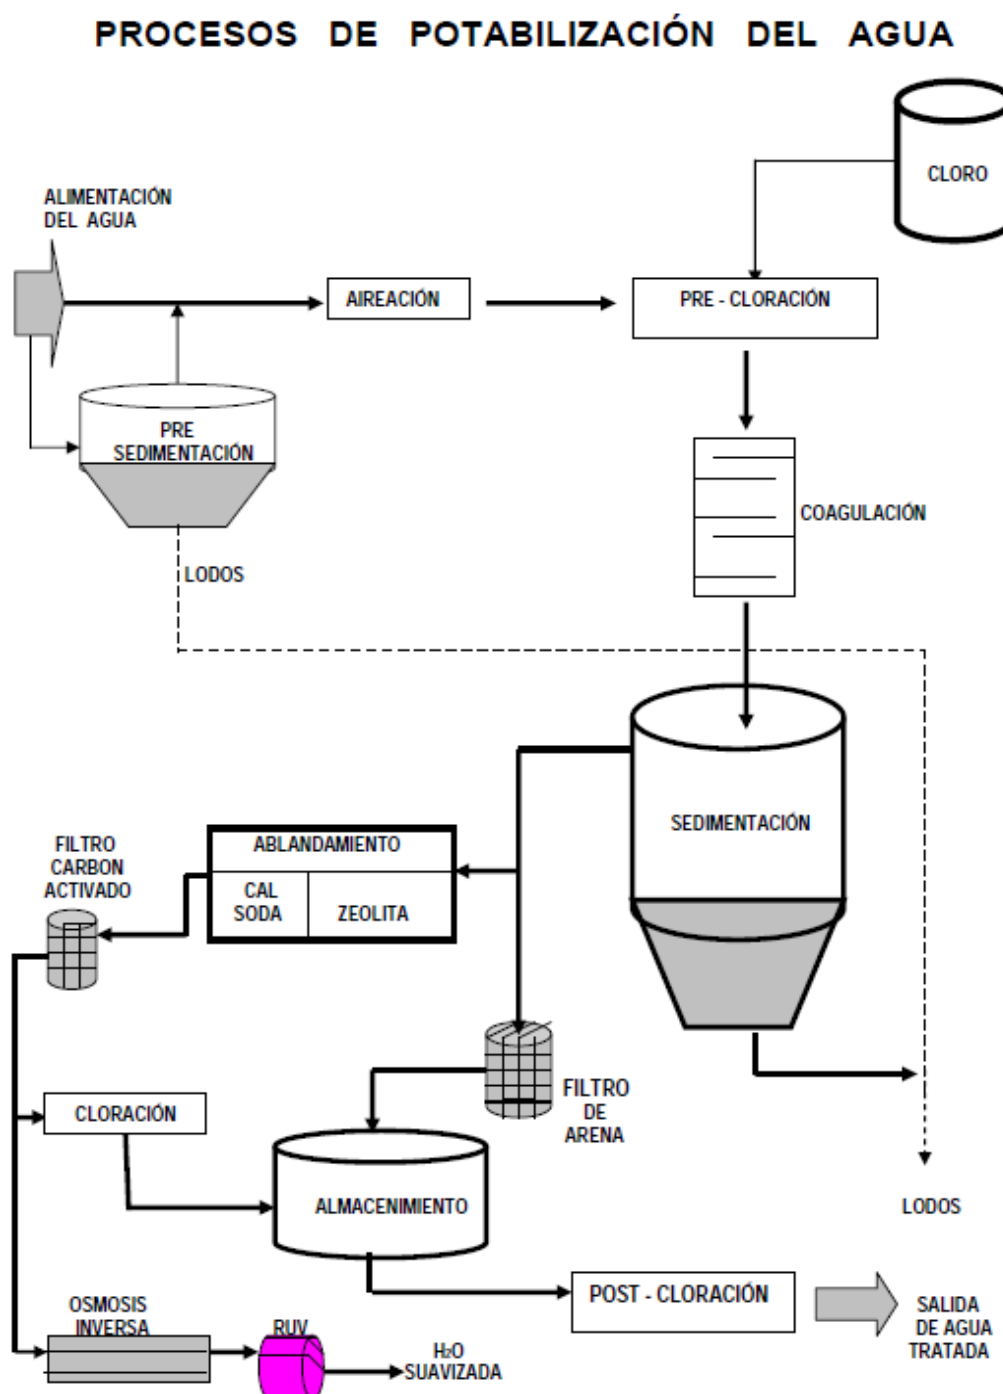 PROCESOS DE POTABILIZACIÓN DEL AGUA
CLORO
ALIMENTACIÓN
DEL AGUA
AIREACIÓN
PRE - CLORACIÓN
PRE
SEDIMENTACIÓN
COAGULACIÓN
LODOS
SEDIMENTACIÓN
FILTRO
CARBON
ACTIVADO
ABLANDAMIENTO
CAL
SODA
ZEOLITA
FILTRO
DE
ARENA
CLORACIÓN
ALMACENIMIENTO
LODOS
POST - CLORACIÓN
SALIDA
DE AGUA
TRATADA
OSMOSIS
INVERSA
RUV
H2O
SUAVIZADA